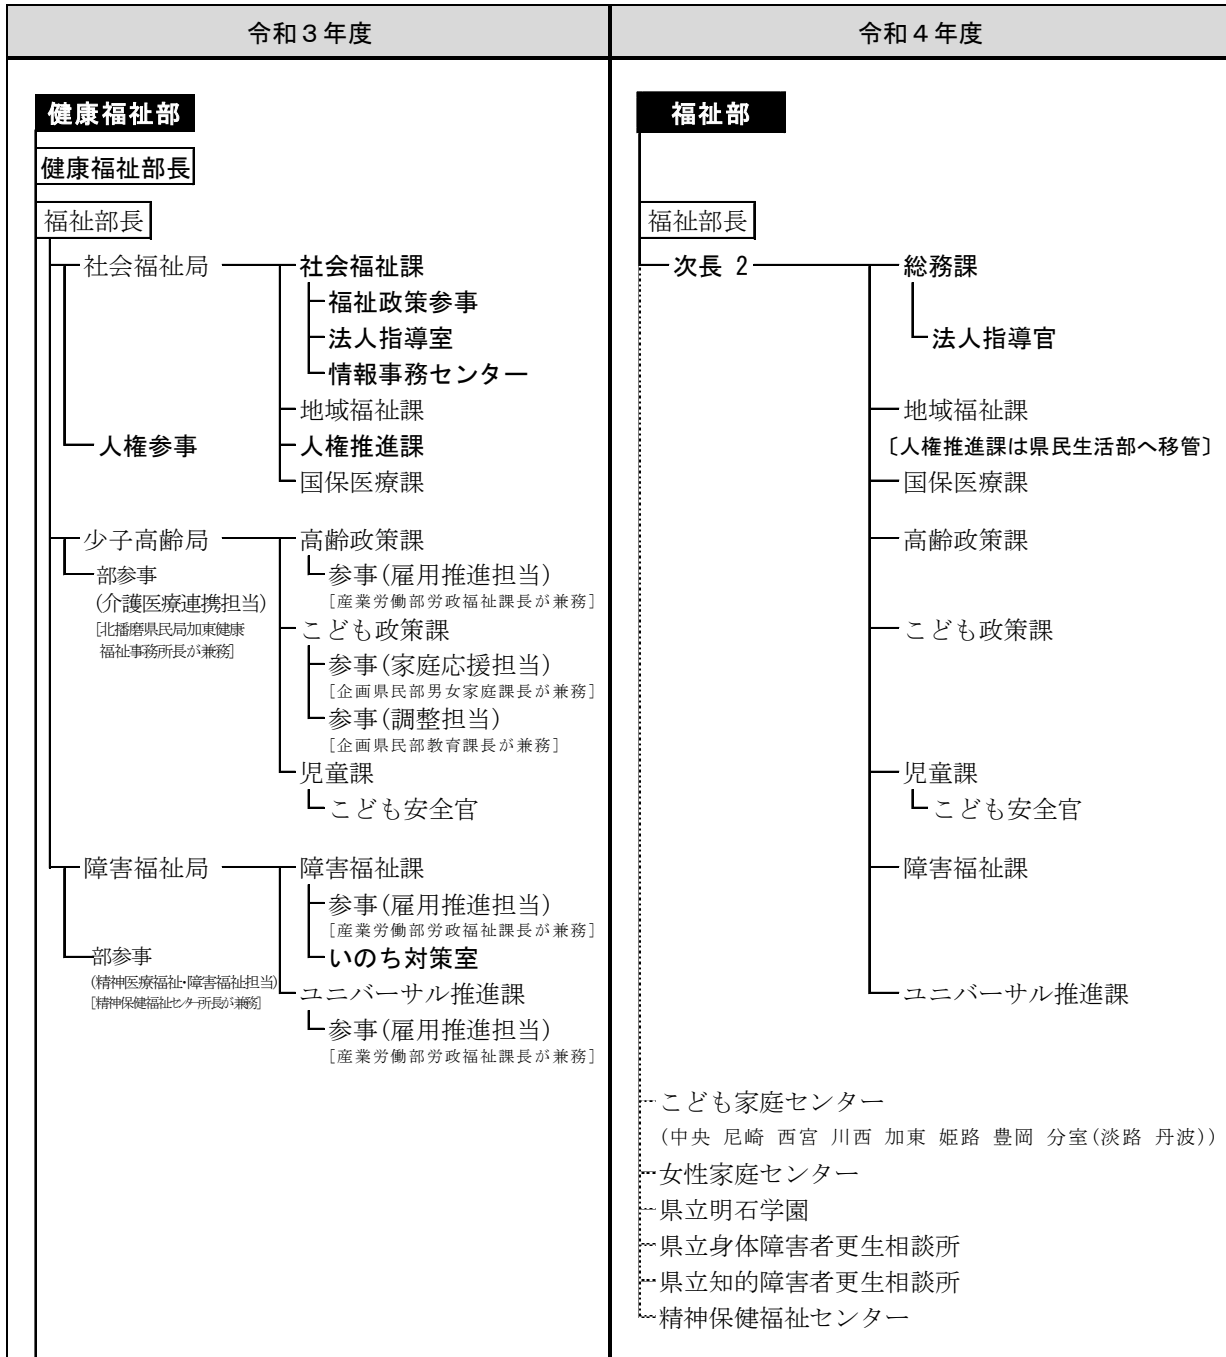 令和３年度
健康福祉部
健康福祉部長
福祉部長
社会福祉局
社会福祉課
福祉政策参事
法人指導室
情報事務センター
地域福祉課
人権参事
人権推進課
国保医療課
少子高齢局
高齢政策課
部参事
(介護医療連携担当)
[北播磨県民局加東健康
福祉事務所長が兼務]
参事(雇用推進担当)
[産業労働部労政福祉課長が兼務]
こども政策課
参事(家庭応援担当)
[企画県民部男女家庭課長が兼務]
参事(調整担当)
[企画県民部教育課長が兼務]
児童課
こども安全官
障害福祉局
障害福祉課
参事(雇用推進担当)
[産業労働部労政福祉課長が兼務]
いのち対策室
部参事
(精神医療福祉・障害福祉担当)
[精神保健福祉センター所長が兼務]
ユニバーサル推進課
参事(雇用推進担当)
[産業労働部労政福祉課長が兼務]
令和４年度
福祉部
福祉部長
次長 2
総務課
法人指導官
地域福祉課
〔人権推進課は県民生活部へ移管〕
国保医療課
高齢政策課
こども政策課
児童課
こども安全官
障害福祉課
ユニバーサル推進課
こども家庭センター
(中央 尼崎 西宮 川西 加東 姫路 豊岡 分室(淡路 丹波))
女性家庭センター
県立明石学園
県立身体障害者更生相談所
県立知的障害者更生相談所
精神保健福祉センター